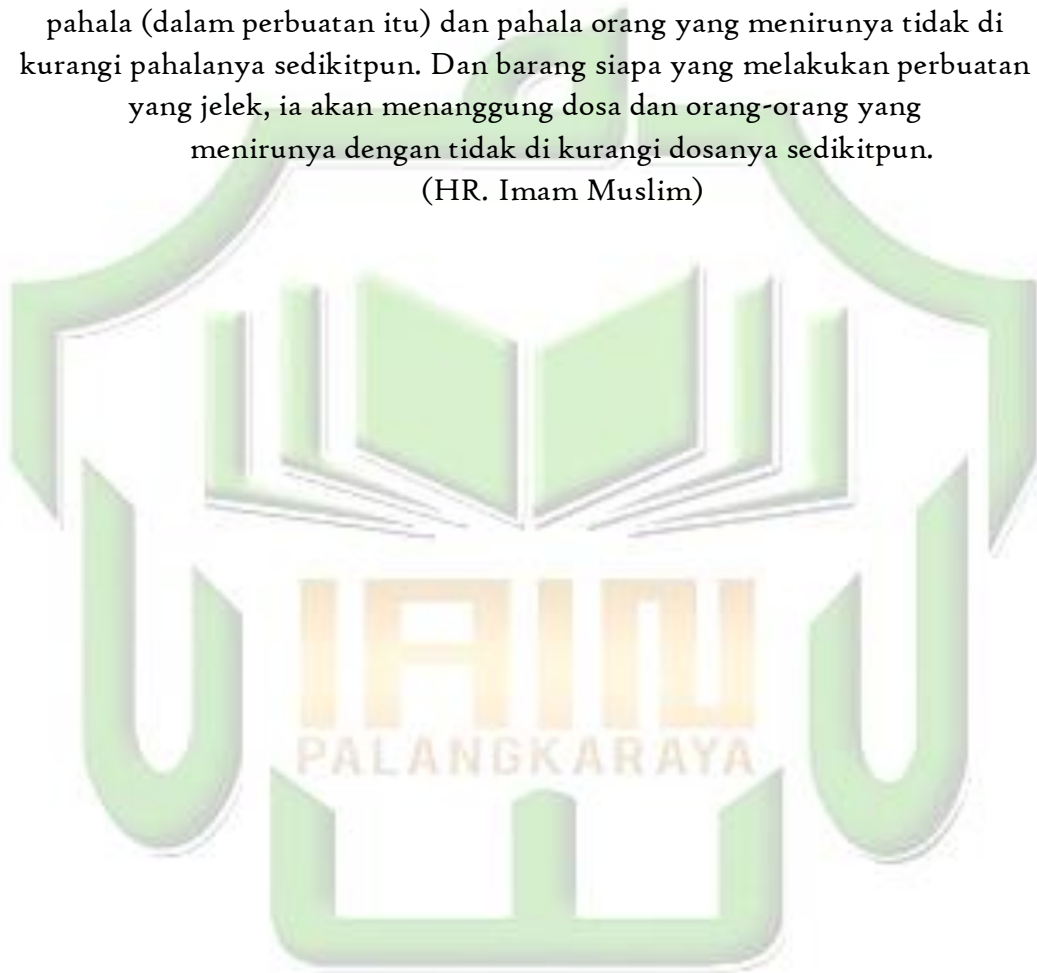 pahala (dalam perbuatan itu) dan pahala orang yang menirunya tidak di
kurangi pahalanya sedikitpun. Dan barang siapa yang melakukan perbuatan
yang jelek, ia akan menanggung dosa dan orang-orang yang
menirunya dengan tidak di kurangi dosanya sedikitpun.
(HR. Imam Muslim)
IAIN
PALANGKARAYA